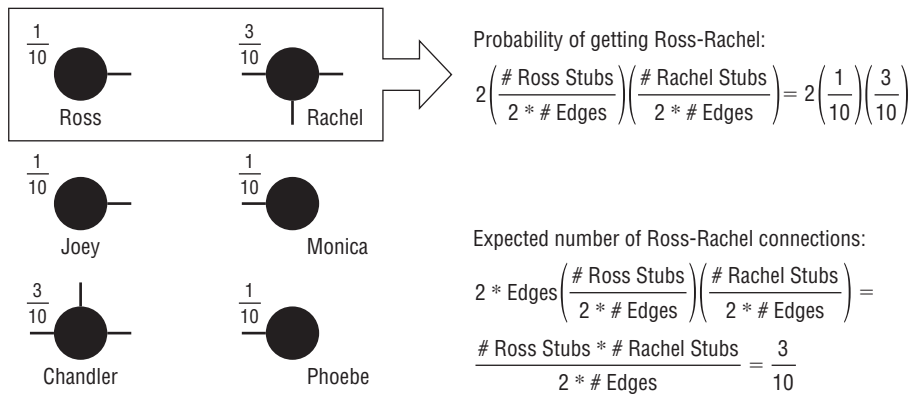 1/10
Ross
3/10
Rachel
1/10
Joey
1/10
Monica
3/10
Chandler
1/10
Phoebe
Probability of getting Ross-Rachel:
2(# Ross Stubs / 2 * # Edges)(# Rachel Stubs / 2 * # Edges) = 2(1/10)(3/10)
Expected number of Ross-Rachel connections:
2 * Edges(# Ross Stubs / 2 * # Edges)(# Rachel Stubs / 2 * # Edges) =
# Ross Stubs * # Rachel Stubs / 2 * # Edges = 3/10